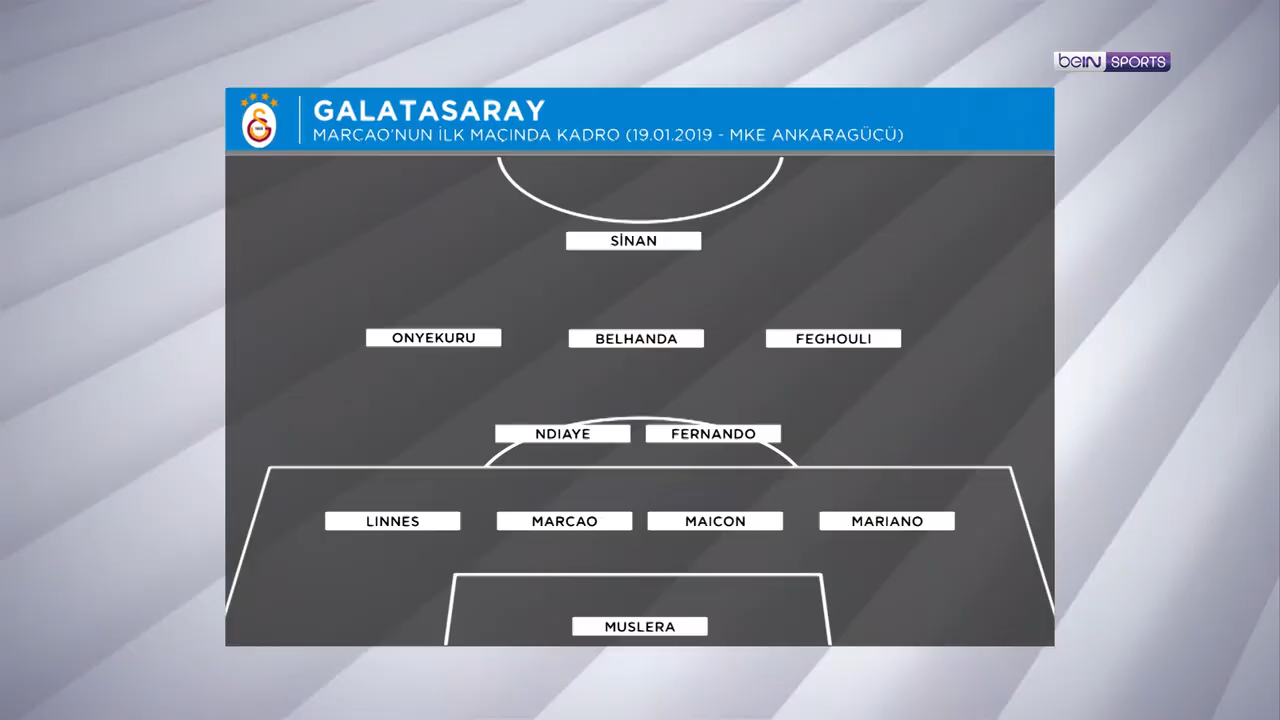 beIN SPORTS
GALATASARAY
MARCAO'NUN İLK MAÇINDA KADRO (19.01.2019 - MKE ANKARAGÜCÜ)
SİNAN
ONYEKURU BELHANDA FEGHOULI
NDIAYE FERNANDO
LINNES MARCAO MAICON MARIANO
MUSLERA